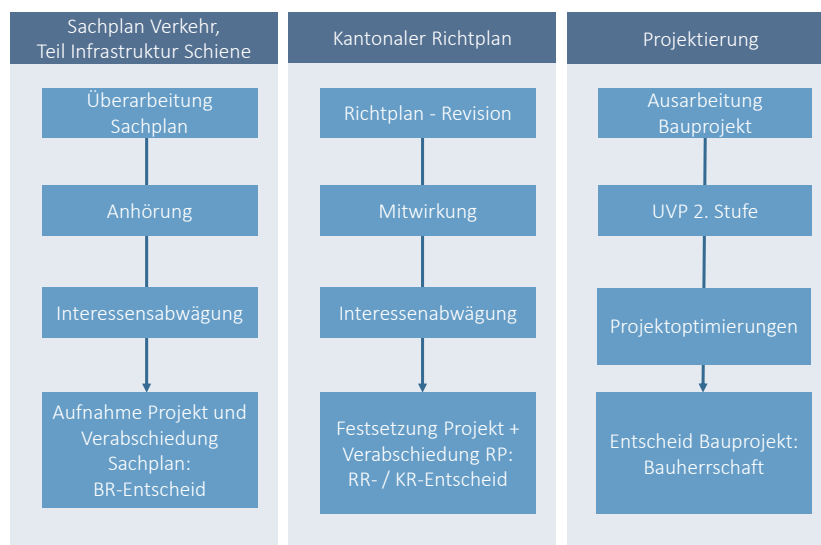 Sachplan Verkehr,
Teil Infrastruktur Schiene
Überarbeitung
Sachplan
Anhörung
Interessensabwägung
Aufnahme Projekt und
Verabschiedung
Sachplan:
BR-Entscheid
Kantonaler Richtplan
Richtplan - Revision
Mitwirkung
Interessenabwägung
Festsetzung Projekt +
Verabschiedung RP:
RR- / KR-Entscheid
Projektierung
Ausarbeitung
Bauprojekt
UVP 2. Stufe
Projektoptimierungen
Entscheid Bauprojekt:
Bauherrschaft